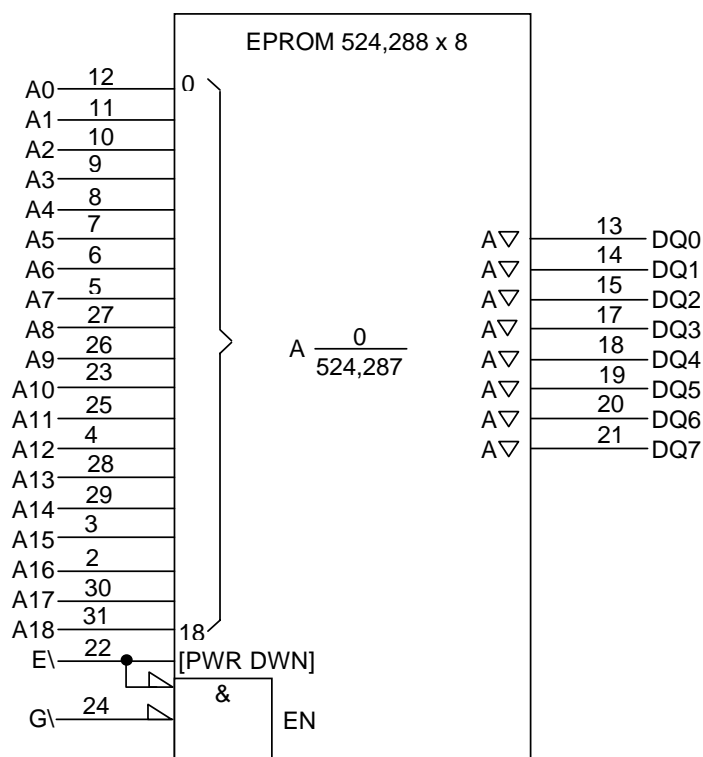 EPROM 524,288 x 8
A0 12 0
A1 11
A2 10
A3 9
A4 8
A5 7 A 13 DQ0
A6 6 A 14 DQ1
A7 5 A 15 DQ2
A8 27 A 17 DQ3
A9 26 A 0 A 18 DQ4
524,287
A10 23 A 19 DQ5
A11 25 A 20 DQ6
A12 4 A 21 DQ7
A13 28
A14 29
A15 3
A16 2
A17 30
A18 31 18
E\ 22 [PWR DWN]
&
G\ 24 EN